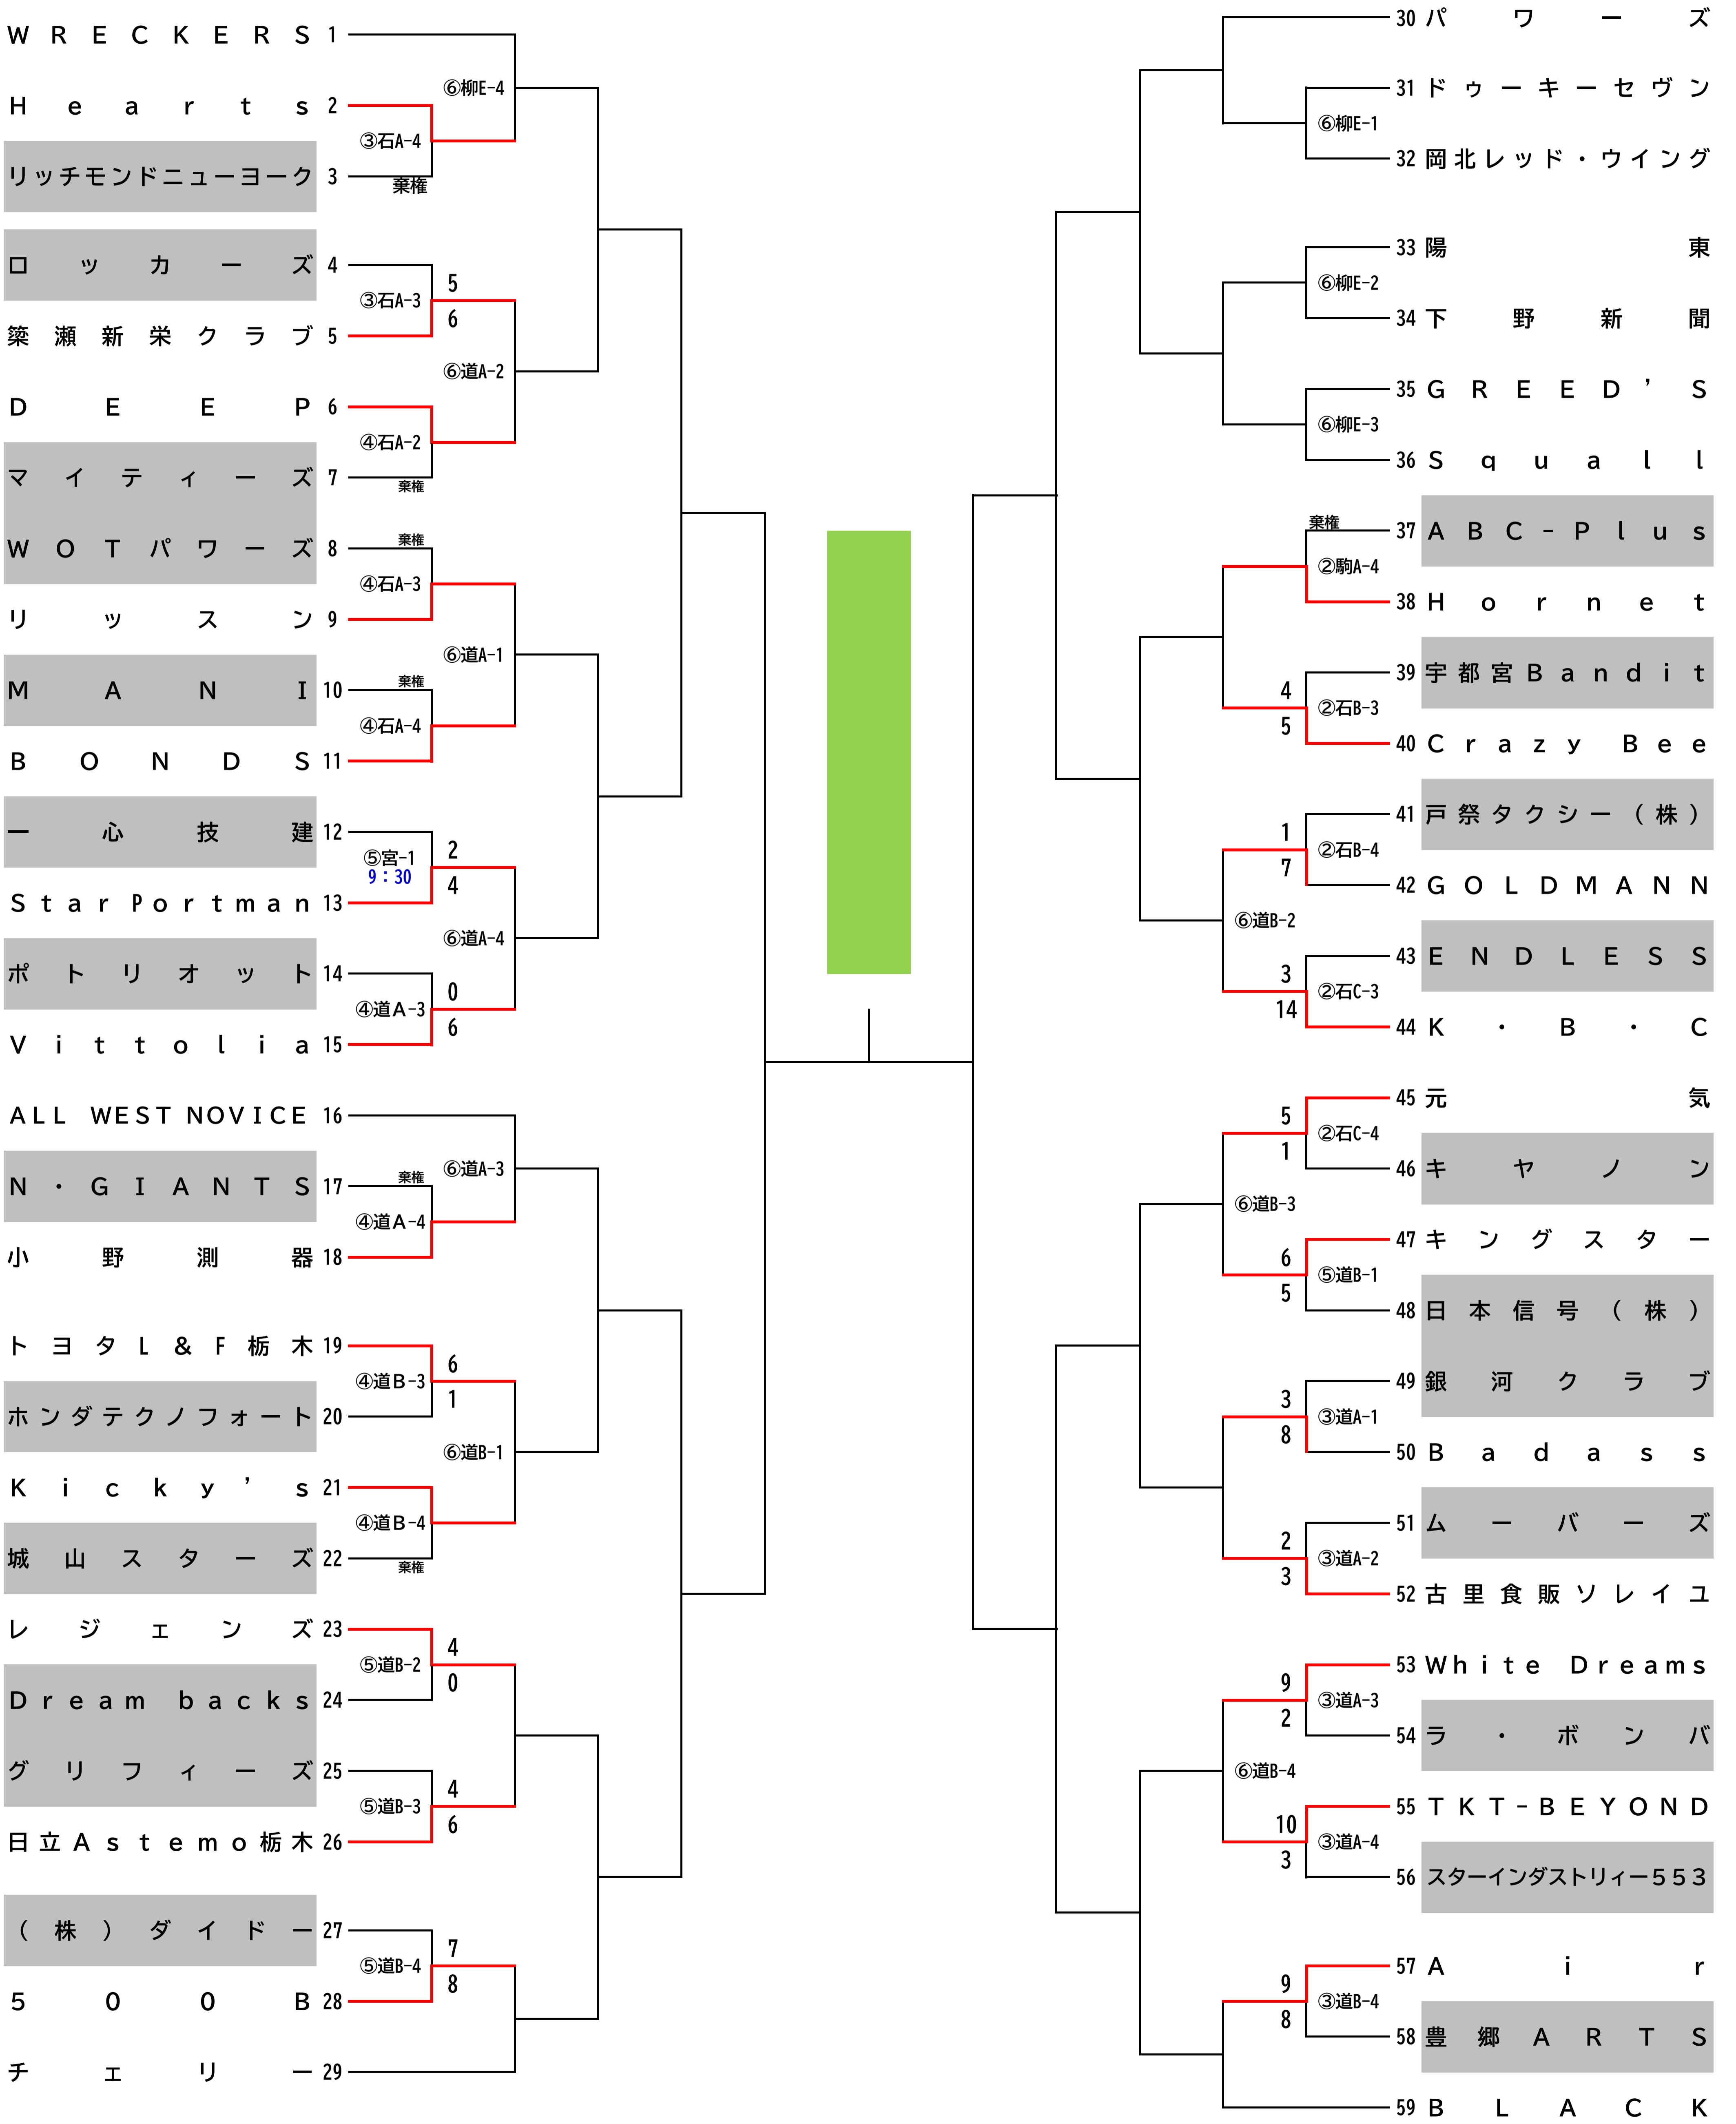 WRECKERS 1
⑥柳E-4
Hearts 2
③石A-4
リッチモンドニューヨーク 3
棄権
ロッカーズ 4
5
③石A-3
6
簗瀬新栄クラブ 5
⑥道A-2
DEEP 6
④石A-2
マイティーズ 7
棄権
棄権
WOTパワーズ 8
④石A-3
リッスン 9
⑥道A-1
棄権
MANI 10
④石A-4
BONDS 11
一心技建 12
2
⑤宮-1
9：30
4
Star Portman 13
⑥道A-4
ポトリオット 14
0
④道A-3
6
Vittolia 15
ALL WEST NOVICE 16
⑥道A-3
棄権
N・GIANTS 17
④道A-4
小野測器 18
トヨタL&F栃木 19
6
④道B-3
1
ホンダテクノフォート 20
⑥道B-1
Kicky’s 21
④道B-4
城山スターズ 22
棄権
レジェンズ 23
4
⑤道B-2
0
Dream backs 24
グリフィーズ 25
4
⑤道B-3
6
日立Astemo栃木 26
（株）ダイドー 27
7
⑤道B-4
8
500B 28
チェリー 29
30 パワーズ
31 ドゥーキーセヴン
⑥柳E-1
32 岡北レッド・ウイング
33 陽東
⑥柳E-2
34 下野新聞
35 GREED’S
⑥柳E-3
36 Squall
棄権
37 ABC-Plus
②駒A-4
38 Hornet
39 宇都宮Bandit
4
②石B-3
5
40 Crazy Bee
41 戸祭タクシー（株）
1
②石B-4
7
42 GOLDMANN
⑥道B-2
43 ENDLESS
3
②石C-3
14
44 K・B・C
45 元気
5
②石C-4
1
46 キヤノン
⑥道B-3
47 キングスター
6
⑤道B-1
5
48 日本信号（株）
49 銀河クラブ
3
③道A-1
8
50 Badass
51 ムーバーズ
2
③道A-2
3
52 古里食販ソレイユ
53 White Dreams
9
③道A-3
2
54 ラ・ボンバ
⑥道B-4
55 TKT-BEYOND
10
③道A-4
3
56 スターインダストリィー553
57 Air
9
③道B-4
8
58 豊郷ARTS
59 BLACK